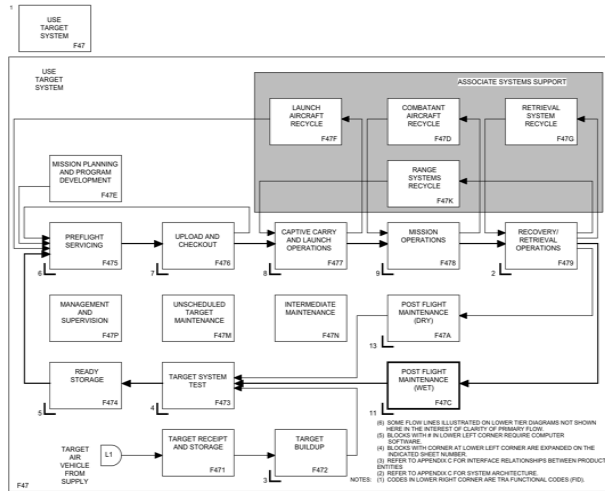 1
USE
TARGET
SYSTEM
F47
USE
TARGET
SYSTEM
ASSOCIATE SYSTEMS SUPPORT
LAUNCH
AIRCRAFT
RECYCLE
F47F
COMBATANT
AIRCRAFT
RECYCLE
F47D
RETRIEVAL
SYSTEM
RECYCLE
F47G
MISSION PLANNING
AND PROGRAM
DEVELOPMENT
F47E
RANGE
SYSTEMS
RECYCLE
F47K
PREFLIGHT
SERVICING
F475
6
UPLOAD AND
CHECKOUT
F476
7
CAPTIVE CARRY
AND LAUNCH
OPERATIONS
F477
8
MISSION
OPERATIONS
F478
9
RECOVERY/
RETRIEVAL
OPERATIONS
F479
2
MANAGEMENT
AND
SUPERVISION
F47P
UNSCHEDULED
TARGET
MAINTENANCE
F47M
INTERMEDIATE
MAINTENANCE
F47N
POST FLIGHT
MAINTENANCE
(DRY)
F47A
13
READY
STORAGE
F474
5
TARGET SYSTEM
TEST
F473
4
POST FLIGHT
MAINTENANCE
(WET)
F47C
11
TARGET
AIR
VEHICLE
FROM
SUPPLY
L1
TARGET RECEIPT
AND STORAGE
F471
TARGET
BUILDUP
F472
3
(6) SOME FLOW LINES ILLUSTRATED ON LOWER TIER DIAGRAMS NOT SHOWN
HERE IN THE INTEREST OF CLARITY OF PRIMARY FLOW.
(5) BLOCKS WITH # IN LOWER LEFT CORNER REQUIRE COMPUTER
SOFTWARE.
(4) BLOCKS WITH CORNER AT LOWER LEFT CORNER ARE EXPANDED ON THE
INDICATED SHEET NUMBER.
(3) REFER TO APPENDIX C FOR INTERFACE RELATIONSHIPS BETWEEN PRODUCT
ENTITIES
(2) REFER TO APPENDIX C FOR SYSTEM ARCHITECTURE.
NOTES: (1) CODES IN LOWER RIGHT CORNER ARE TRA FUNCTIONAL CODES (FID).
F47